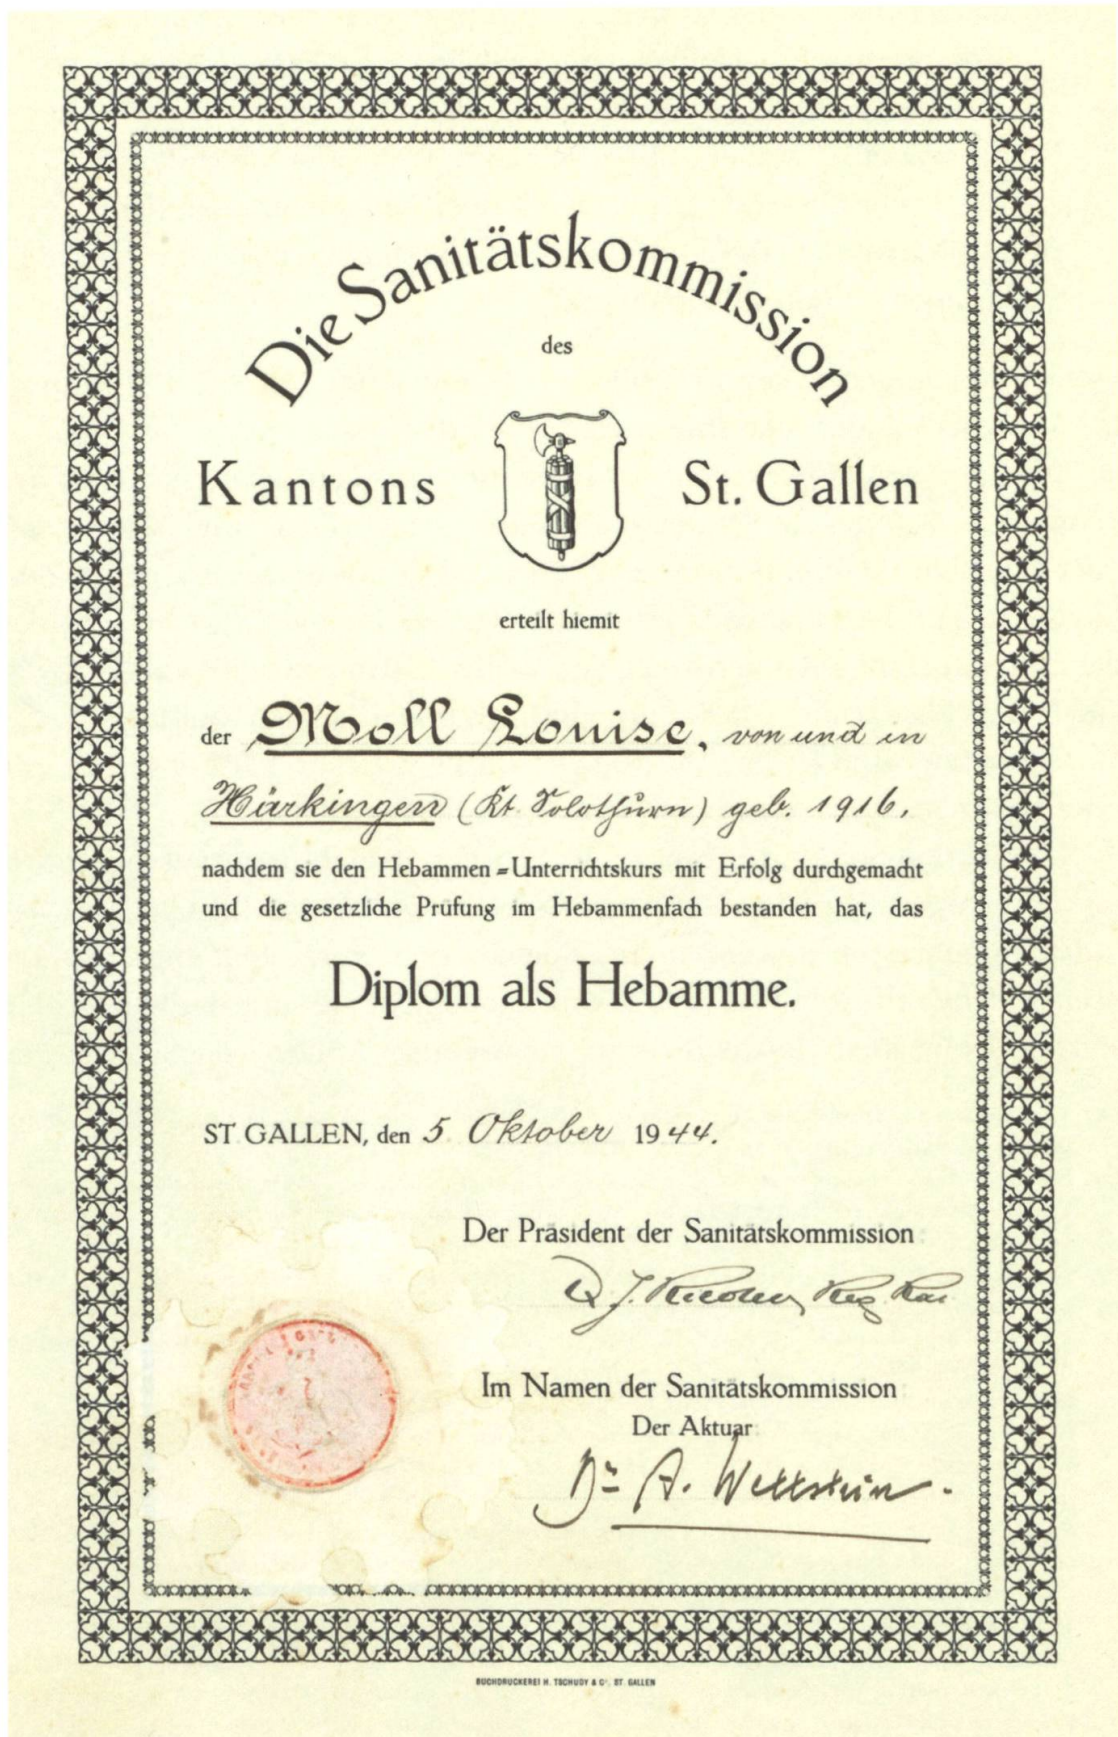 Die Sanitätskommission
des
Kantons St. Gallen
erteilt hiemit
der Moll Louise, von und in
Härkingen (Kt. Solothurn) geb. 1916.
nachdem sie den Hebammen=Unterrichtskurs mit Erfolg durchgemacht
und die gesetzliche Prüfung im Hebammenfach bestanden hat, das
Diplom als Hebamme.
ST. GALLEN, den 5. Oktober 1944.
Der Präsident der Sanitätskommission:
Im Namen der Sanitätskommission
Der Aktuar:
Dr A. Wettstein.
BUCHDRUCKEREI H. TSCHUDY & Co. ST. GALLEN